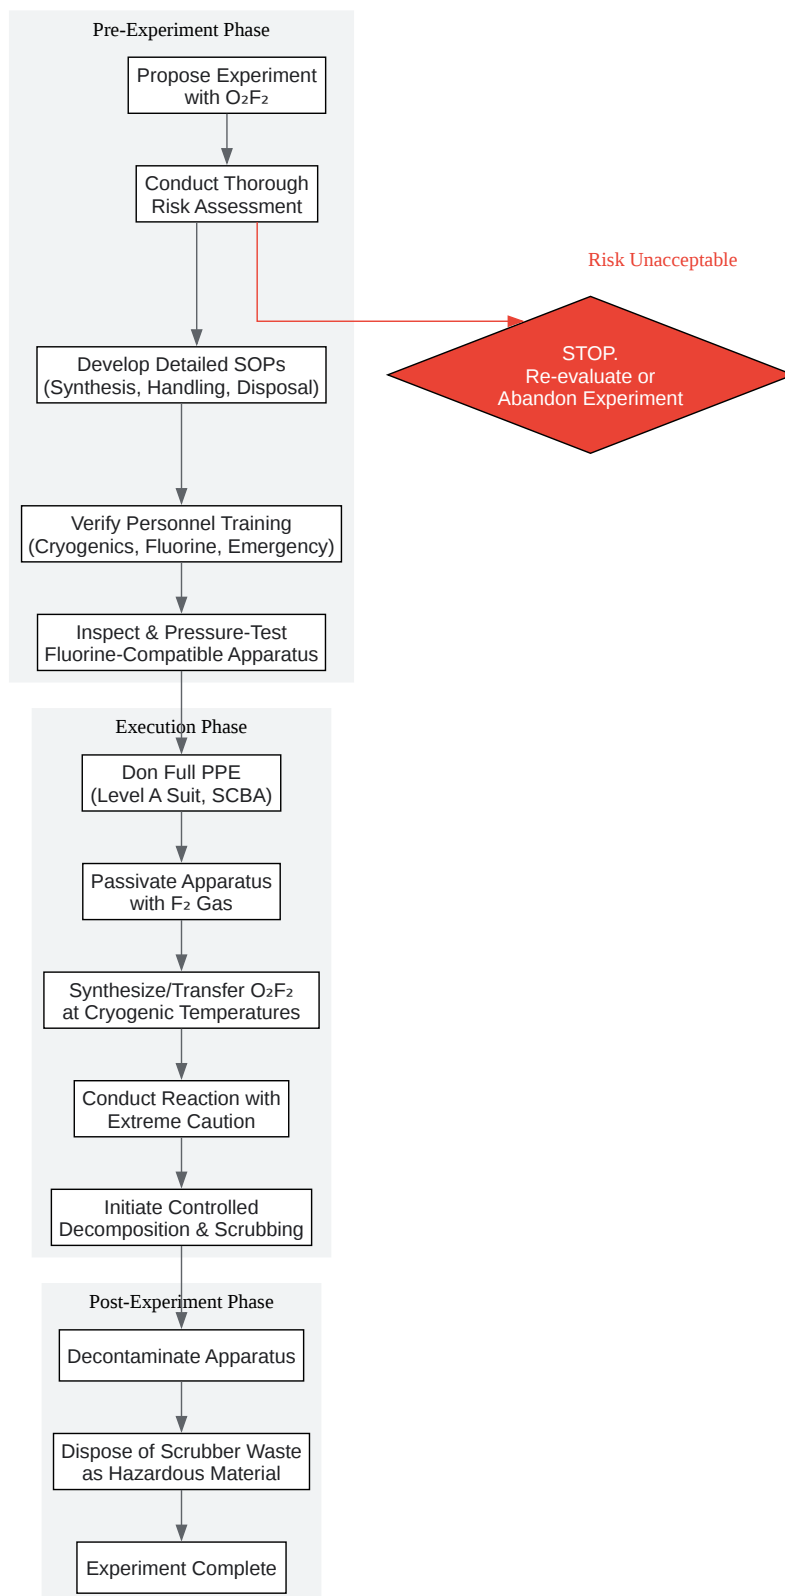 Pre-Experiment Phase
Propose Experiment
with O₂F₂
Conduct Thorough
Risk Assessment
Risk Unacceptable
STOP.
Re-evaluate or
Abandon Experiment
Develop Detailed SOPs
(Synthesis, Handling, Disposal)
Verify Personnel Training
(Cryogenics, Fluorine, Emergency)
Inspect & Pressure-Test
Fluorine-Compatible Apparatus
Execution Phase
Don Full PPE
(Level A Suit, SCBA)
Passivate Apparatus
with F₂ Gas
Synthesize/Transfer O₂F₂
at Cryogenic Temperatures
Conduct Reaction with
Extreme Caution
Initiate Controlled
Decomposition & Scrubbing
Post-Experiment Phase
Decontaminate Apparatus
Dispose of Scrubber Waste
as Hazardous Material
Experiment Complete